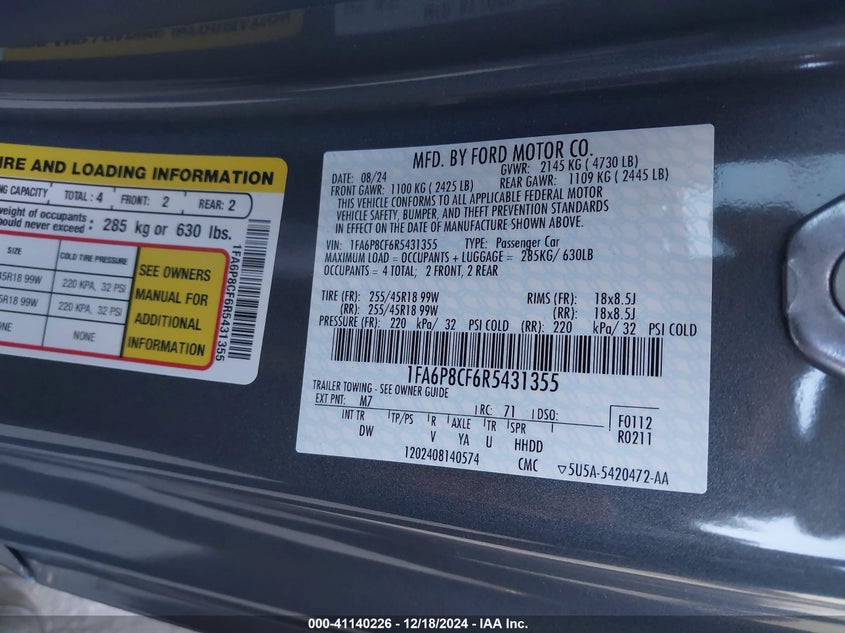 IRE AND LOADING INFORMATION
NG CAPACITY TOTAL: 4 FRONT: 2 REAR: 2
weight of occupants
ould never exceed: 285 kg or 630 lbs.
SIZE COLD TIRE PRESSURE
45R18 99W 220 KPA, 32 PSI
5R18 99W 220 KPA, 32 PSI
ONE NONE
SEE OWNERS
MANUAL FOR
ADDITIONAL
INFORMATION
1FA6P8CF6R5431355
MFD. BY FORD MOTOR CO.
DATE: 08/24 GVWR: 2145 KG (4730 LB)
FRONT GAWR: 1100 KG (2425 LB) REAR GAWR: 1109 KG (2445 LB)
THIS VEHICLE CONFORMS TO ALL APPLICABLE FEDERAL MOTOR
VEHICLE SAFETY, BUMPER, AND THEFT PREVENTION STANDARDS
IN EFFECT ON THE DATE OF MANUFACTURE SHOWN ABOVE.
VIN: 1FA6P8CF6R5431355 TYPE: Passenger Car
MAXIMUM LOAD = OCCUPANTS + LUGGAGE = 285KG/ 630LB
OCCUPANTS = 4 TOTAL; 2 FRONT, 2 REAR
TIRE (FR): 255/45R18 99W RIMS (FR): 18x8.5J
(RR): 255/45R18 99W (RR): 18x8.5J
PRESSURE (FR): 220 kPa/ 32 PSI COLD (RR): 220 kPa/ 32 PSI COLD
1FA6P8CF6R5431355
TRAILER TOWING - SEE OWNER GUIDE
EXT PNT: M7 RC: 71 DSO: F0112
INT TR TP/PS R AXLE TR SPR R0211
DW V YA U HHDD
1202408140574 CMC ▽5U5A-5420472-AA
000-41140226 - 12/18/2024 - IAA Inc.